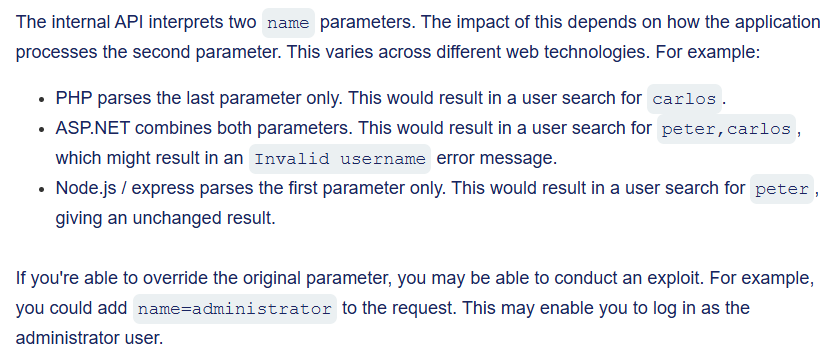 The internal API interprets two name parameters. The impact of this depends on how the application
processes the second parameter. This varies across different web technologies. For example:
• PHP parses the last parameter only. This would result in a user search for carlos.
• ASP.NET combines both parameters. This would result in a user search for peter,carlos,
which might result in an Invalid username error message.
• Node.js / express parses the first parameter only. This would result in a user search for peter,
giving an unchanged result.
If you're able to override the original parameter, you may be able to conduct an exploit. For example,
you could add name=administrator to the request. This may enable you to log in as the
administrator user.